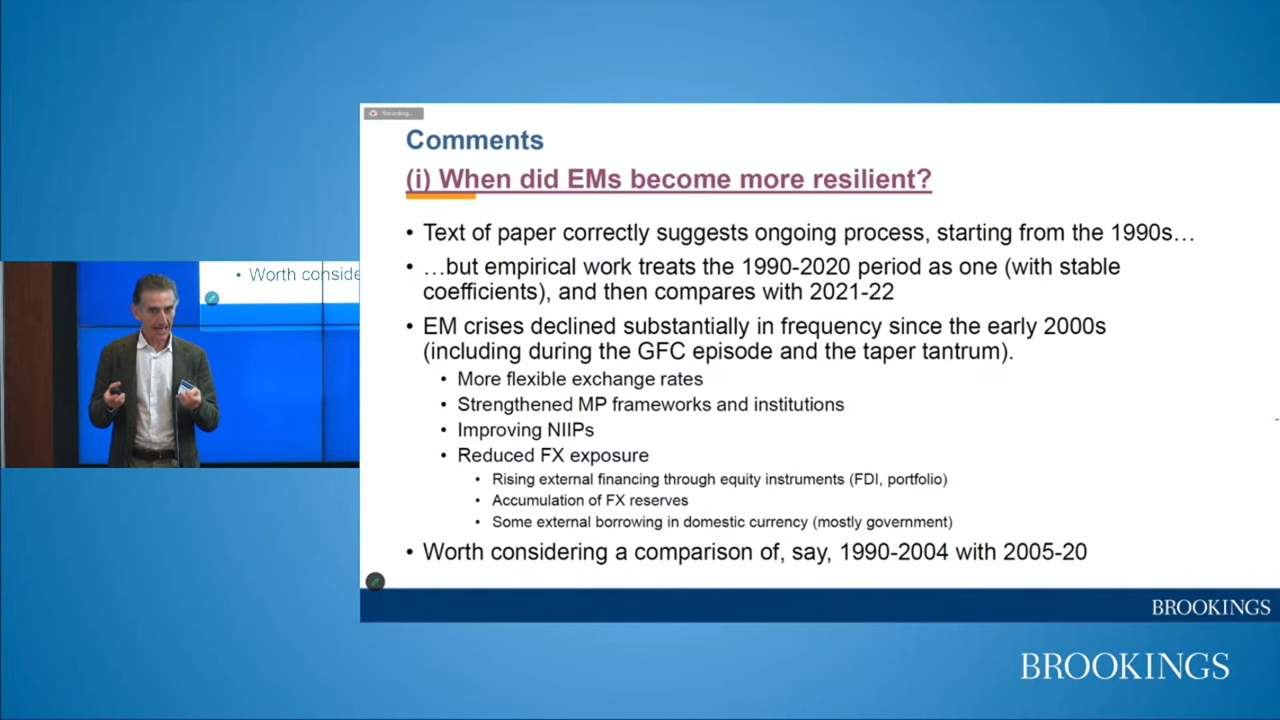 Recording...
Comments
(i) When did EMs become more resilient?
• Text of paper correctly suggests ongoing process, starting from the 1990s…
• …but empirical work treats the 1990-2020 period as one (with stable
coefficients), and then compares with 2021-22
• EM crises declined substantially in frequency since the early 2000s
(including during the GFC episode and the taper tantrum).
• More flexible exchange rates
• Strengthened MP frameworks and institutions
• Improving NIIPs
• Reduced FX exposure
• Rising external financing through equity instruments (FDI, portfolio)
• Accumulation of FX reserves
• Some external borrowing in domestic currency (mostly government)
• Worth considering a comparison of, say, 1990-2004 with 2005-20
BROOKINGS
• Worth conside
BROOKINGS